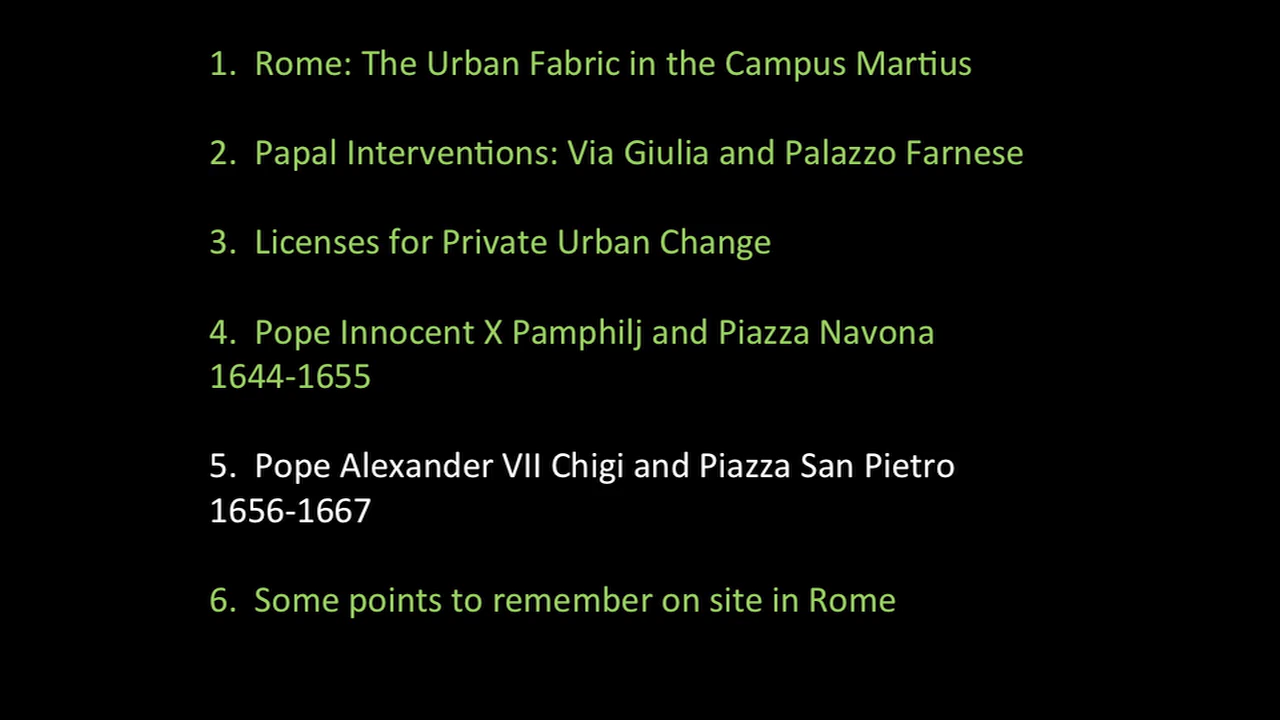 1. Rome: The Urban Fabric in the Campus Martius
2. Papal Interventions: Via Giulia and Palazzo Farnese
3. Licenses for Private Urban Change
4. Pope Innocent X Pamphilj and Piazza Navona
1644-1655
5. Pope Alexander VII Chigi and Piazza San Pietro
1656-1667
6. Some points to remember on site in Rome